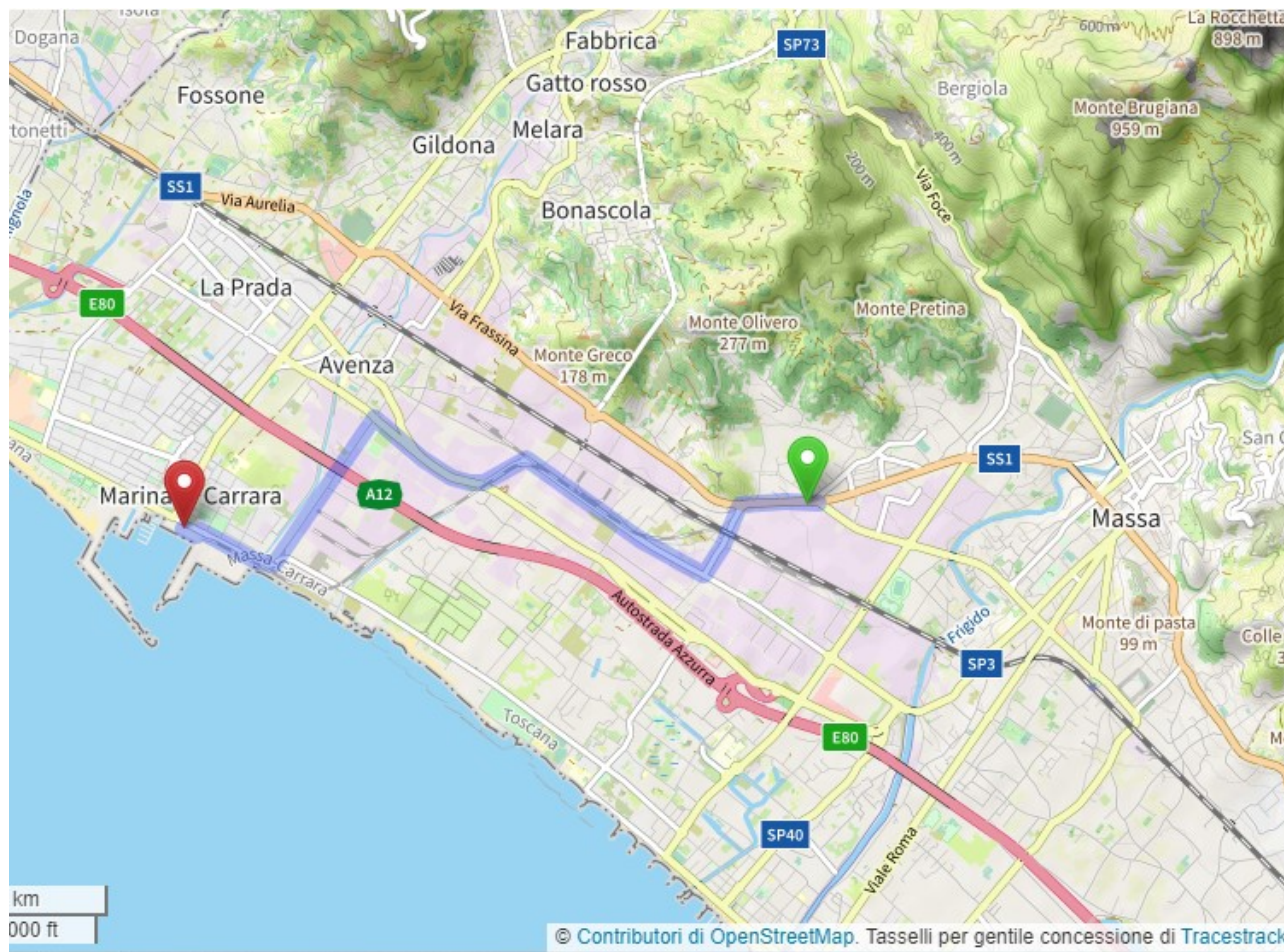 Isola
Dogana
Fabbrica
SP73
La Rocchetta
898 m
600 m
Gatto rosso
Fossone
Bergiola
Monte Brugiana
959 m
Melara
Gildona
400 m
200 m
SS1
Via Aurelia
Via Foce
Bonascola
La Prada
E80
Via Frassina
Monte Olivero
277 m
Monte Pretina
Monte Greco
178 m
Avenza
SS1
A12
Marina Carrara
Massa
Massa-Carrara
Autostrada Azzurra
Frigido
Monte di pasta
99 m
Colle
SP3
Toscana
E80
SP40
Viale Roma
km
000 ft
© Contributori di OpenStreetMap. Tasselli per gentile concessione di Tracestrack